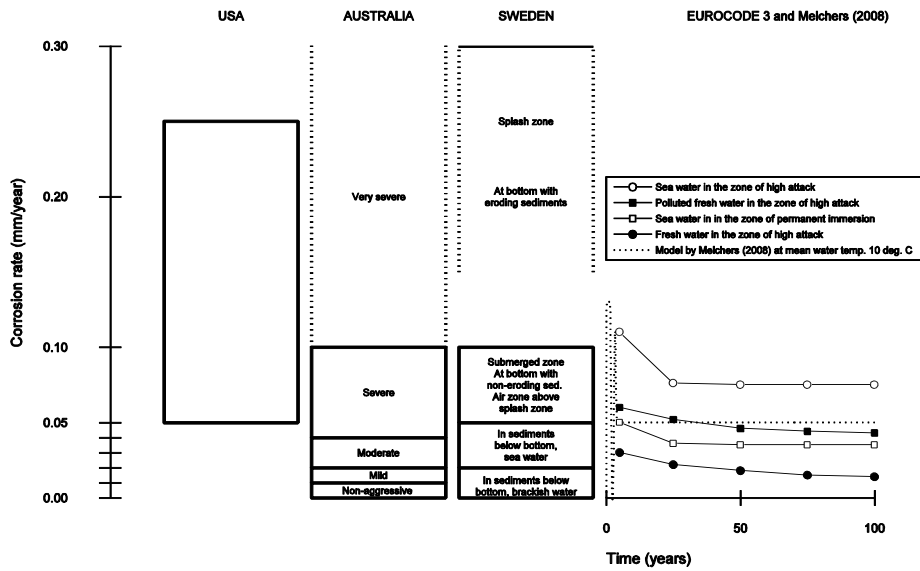 USA
AUSTRALIA
SWEDEN
EUROCODE 3 and Melchers (2008)
Corrosion rate (mm/year)
0.30
0.20
0.10
0.05
0.00
Very severe
Severe
Moderate
Mild
Non-aggressive
Splash zone
At bottom with
eroding sediments
Submerged zone
At bottom with
non-eroding sed.
Air zone above
splash zone
In sediments
below bottom,
sea water
In sediments below
bottom, brackish water
Sea water in the zone of high attack
Polluted fresh water in the zone of high attack
Sea water in in the zone of permanent immersion
Fresh water in the zone of high attack
Model by Melchers (2008) at mean water temp. 10 deg. C
0
50
100
Time (years)